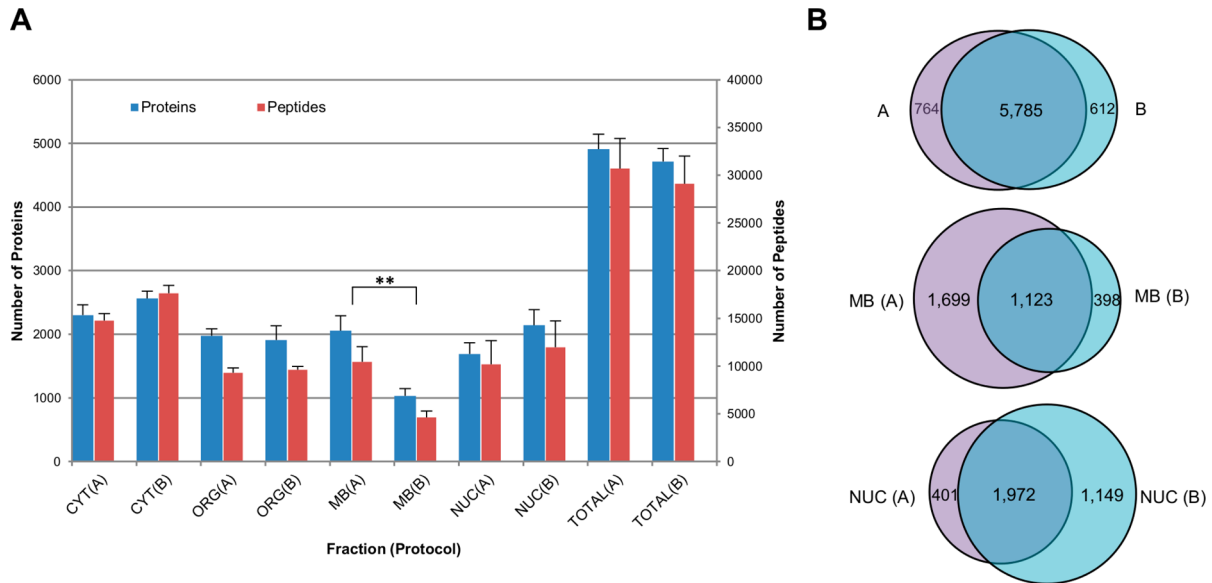 A
B
6000
5000
4000
3000
2000
1000
0
Number of Proteins
Proteins
Peptides
**
40000
35000
30000
25000
20000
15000
10000
5000
0
Number of Peptides
CYT(A)
CYT(B)
ORG(A)
ORG(B)
MB(A)
MB(B)
NUC(A)
NUC(B)
TOTAL(A)
TOTAL(B)
Fraction (Protocol)
A 764 5,785 612 B
MB (A) 1,699 1,123 398 MB (B)
NUC (A) 401 1,972 1,149 NUC (B)